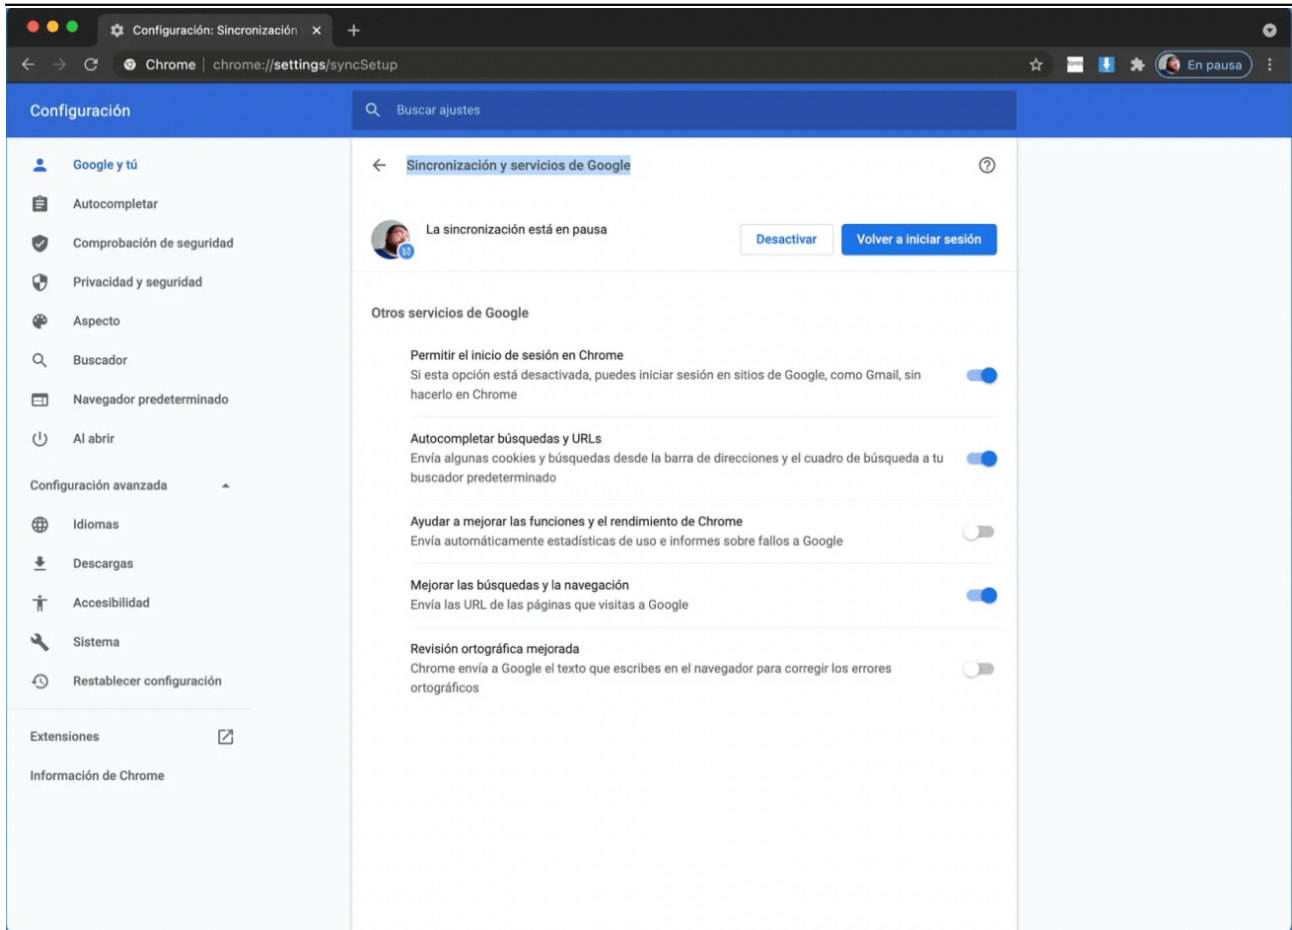 Configuración: Sincronización
Chrome | chrome://settings/syncSetup
En pausa
Configuración
Buscar ajustes
Google y tú
Autocompletar
Comprobación de seguridad
Privacidad y seguridad
Aspecto
Buscador
Navegador predeterminado
Al abrir
Configuración avanzada
Idiomas
Descargas
Accesibilidad
Sistema
Restablecer configuración
Extensiones
Información de Chrome
Sincronización y servicios de Google
La sincronización está en pausa
Desactivar
Volver a iniciar sesión
Otros servicios de Google
Permitir el inicio de sesión en Chrome
Si esta opción está desactivada, puedes iniciar sesión en sitios de Google, como Gmail, sin
hacerlo en Chrome
Autocompletar búsquedas y URLs
Envía algunas cookies y búsquedas desde la barra de direcciones y el cuadro de búsqueda a tu
buscador predeterminado
Ayudar a mejorar las funciones y el rendimiento de Chrome
Envía automáticamente estadísticas de uso e informes sobre fallos a Google
Mejorar las búsquedas y la navegación
Envía las URL de las páginas que visitas a Google
Revisión ortográfica mejorada
Chrome envía a Google el texto que escribes en el navegador para corregir los errores
ortográficos